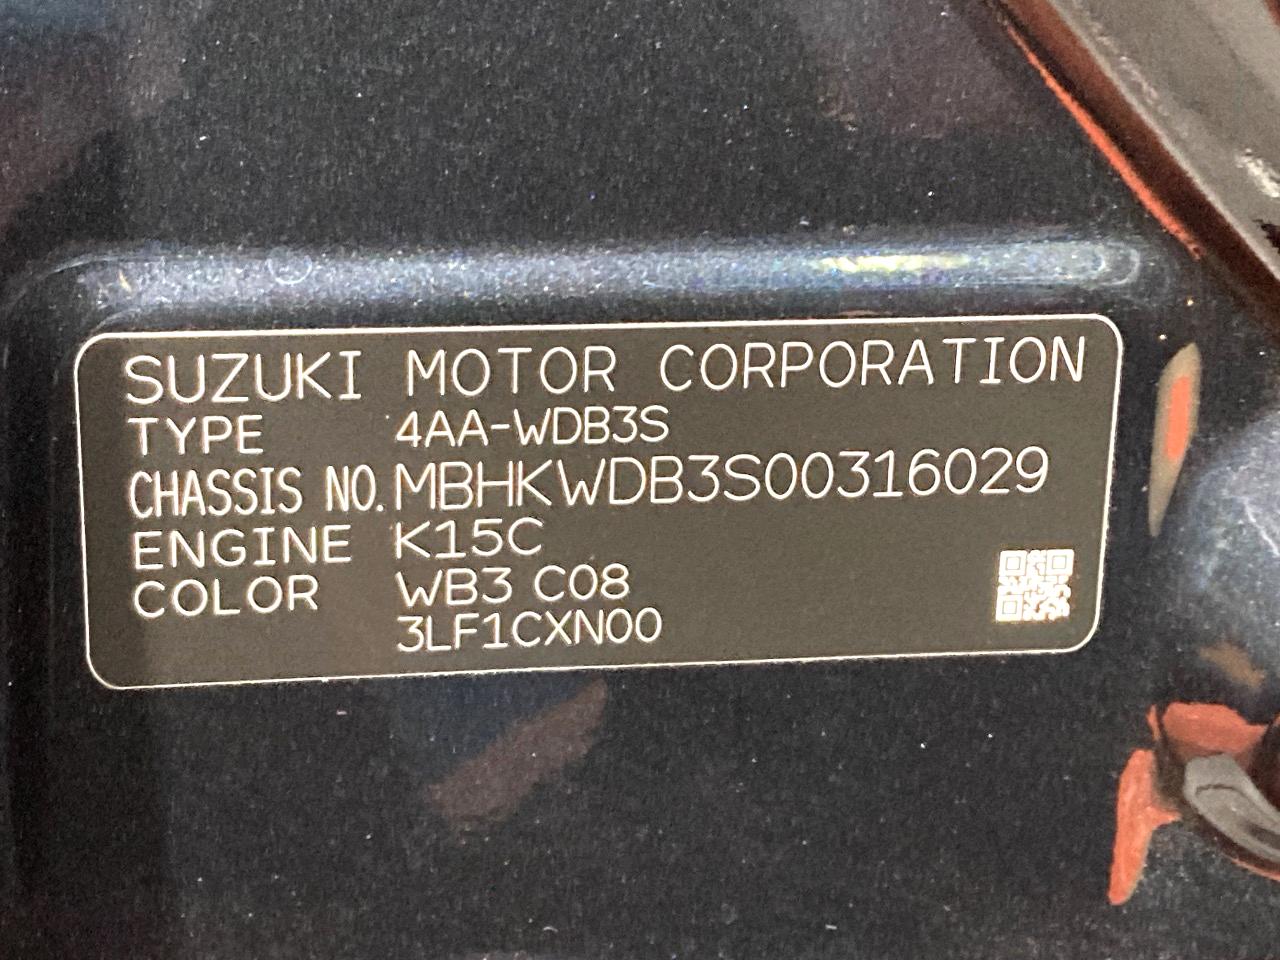 SUZUKI MOTOR CORPORATION
TYPE 4AA-WDB3S
CHASSIS NO. MBHKWDB3S00316029
ENGINE K15C
COLOR WB3 C08
3LF1CXN00